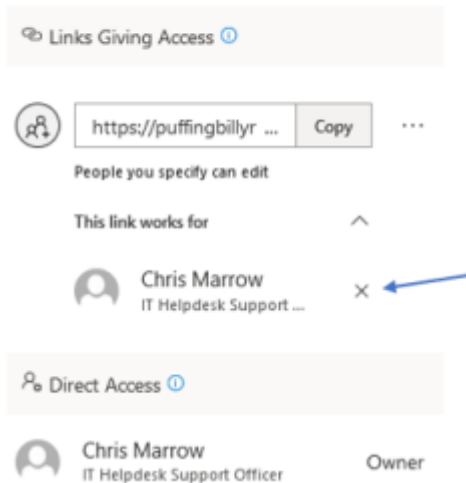 Links Giving Access
https://puffingbillyr ... Copy ...
People you specify can edit
This link works for
Chris Marrow
IT Helpdesk Support ...
Direct Access
Chris Marrow Owner
IT Helpdesk Support Officer